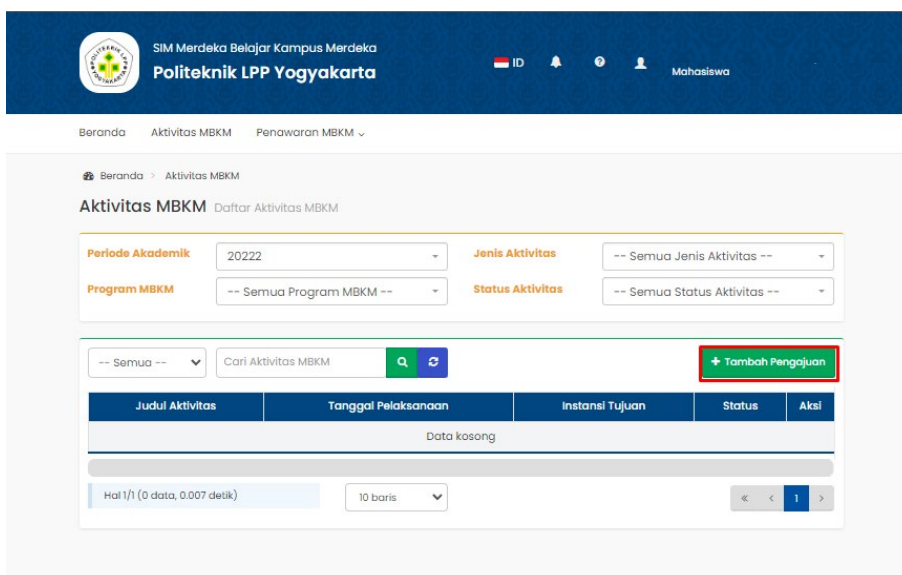 SIM Merdeka Belajar Kampus Merdeka
Politeknik LPP Yogyakarta
ID
Mahasiswa
Beranda Aktivitas MBKM Penawaran MBKM
Beranda > Aktivitas MBKM
Aktivitas MBKM Daftar Aktivitas MBKM
Periode Akademik 20222 Jenis Aktivitas -- Semua Jenis Aktivitas --
Program MBKM -- Semua Program MBKM -- Status Aktivitas -- Semua Status Aktivitas --
-- Semua -- Cari Aktivitas MBKM + Tambah Pengajuan
Judul Aktivitas Tanggal Pelaksanaan Instansi Tujuan Status Aksi
Data kosong
Hal 1/1 (0 data, 0.007 detik) 10 baris « < 1 >